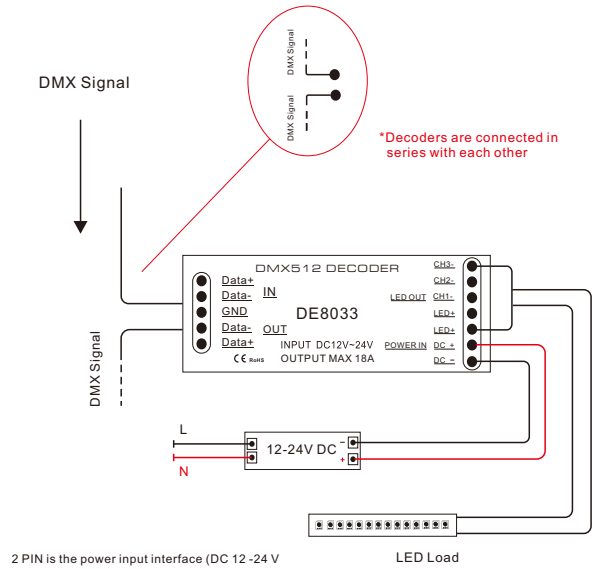 DMX Signal
DMX Signal
DMX Signal
*Decoders are connected in
series with each other
DMX512 DECODER
Data+
Data-
GND
Data-
Data+
IN
OUT
DE8033
INPUT DC12V~24V
OUTPUT MAX 18A
CE RoHS
CH3-
CH2-
LED OUT CH1-
LED+
LED+
POWER IN DC +
DC -
DMX Signal
L
N
12-24V DC
-
+
LED Load
2 PIN is the power input interface (DC 12 -24 V